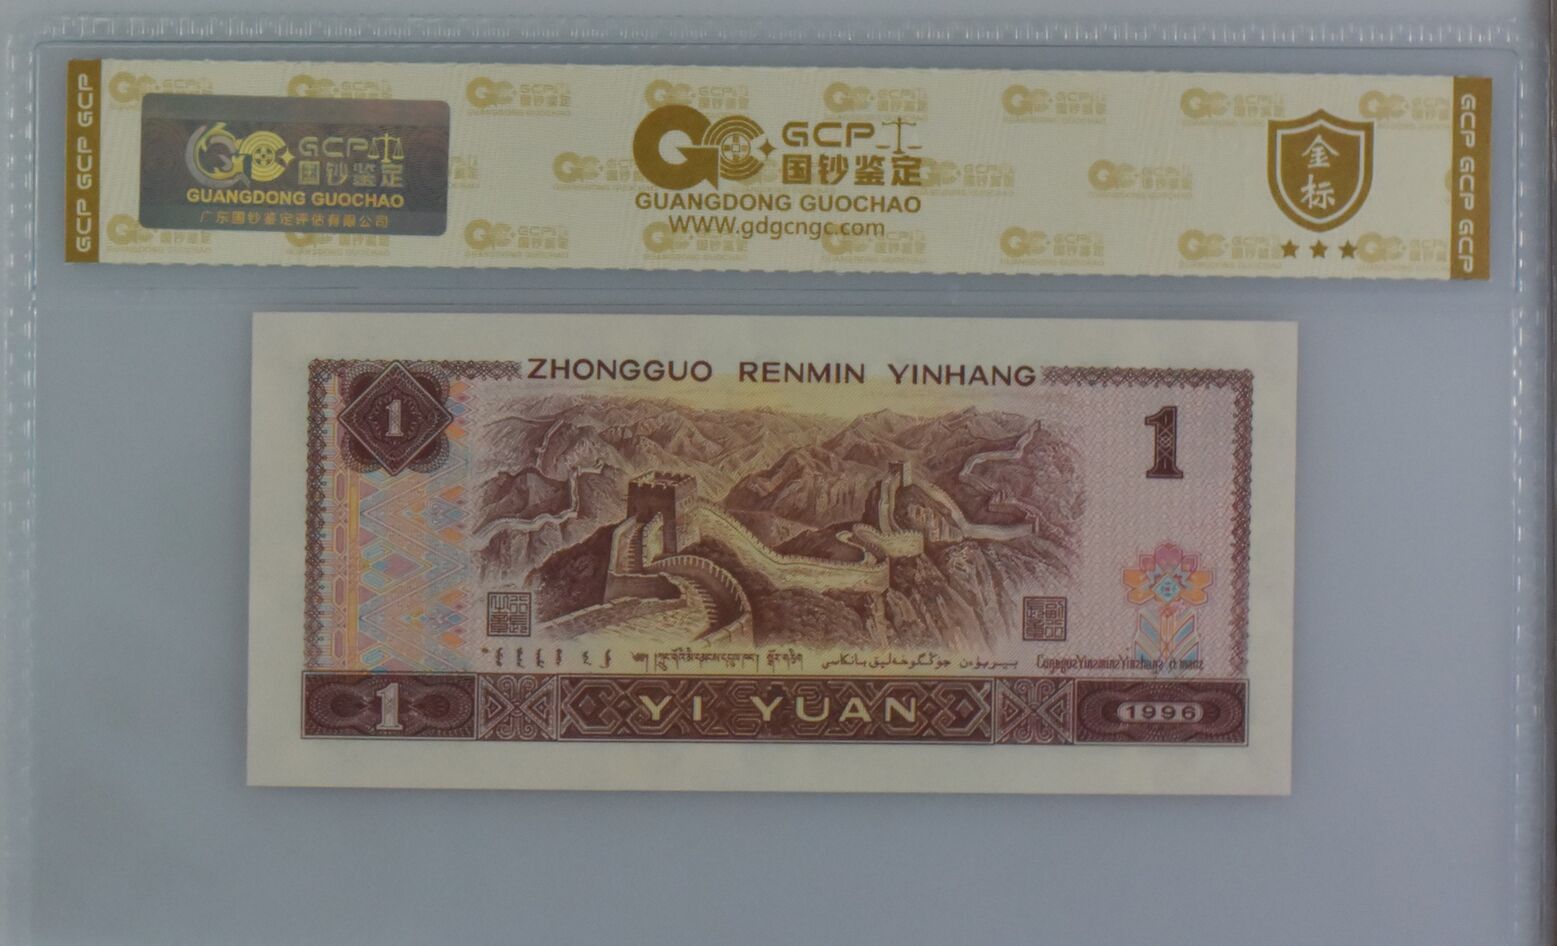 GCP GCP GCP
GCP
国钞鉴定
GUANGDONG GUOCHAO
广东国钞鉴定评估有限公司
GCP
国钞鉴定
GUANGDONG GUOCHAO
WWW.gdgcngc.com
金标
GCP GCP GCP
ZHONGGUO RENMIN YINHANG
1
1
1
YI YUAN
1996